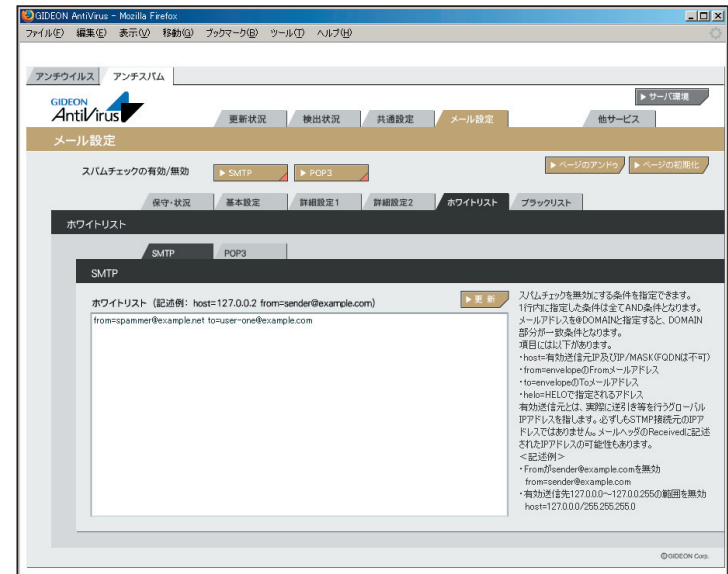 GIDEON AntiVirus - Mozilla Firefox
ファイル(F) 編集(E) 表示(V) 移動(G) ブックマーク(B) ツール(T) ヘルプ(H)
アンチウイルス アンチスパム
▶ サーバ環境
GIDEON
AntiVirus
更新状況 検出状況 共通設定 メール設定 他サービス
メール設定
スパムチェックの有効/無効 ▶ SMTP ▶ POP3 ▶ ページのアンドゥ ▶ ページの初期化
保守・状況 基本設定 詳細設定1 詳細設定2 ホワイトリスト ブラックリスト
ホワイトリスト
SMTP POP3
SMTP
ホワイトリスト (記述例: host=127.0.0.2 from=sender@example.com) ▶ 更 新
from=spammer@example.net to=user-one@example.com
スパムチェックを無効にする条件を指定できます。
1行内に指定した条件は全てAND条件となります。
メールアドレスを@DOMAINと指定すると、DOMAIN
部分が一致条件となります。
項目には以下があります。
・host=有効送信元IP及びIP/MASK(FQDNは不可)
・from=envelopeのFromメールアドレス
・to=envelopeのToメールアドレス
・helo=HELOで指定されるアドレス
有効送信元とは、実際に逆引き等を行うグローバル
IPアドレスを指します。必ずしもSTMP接続元のIPア
ドレスではありません。メールヘッダのReceivedに記述
されたIPアドレスの可能性もあります。
<記述例>
・Fromがsender@example.comを無効
from=sender@example.com
・有効送信先127.0.0.0～127.0.0.255の範囲を無効
host=127.0.0.0/255.255.255.0
©GIDEON Corp.